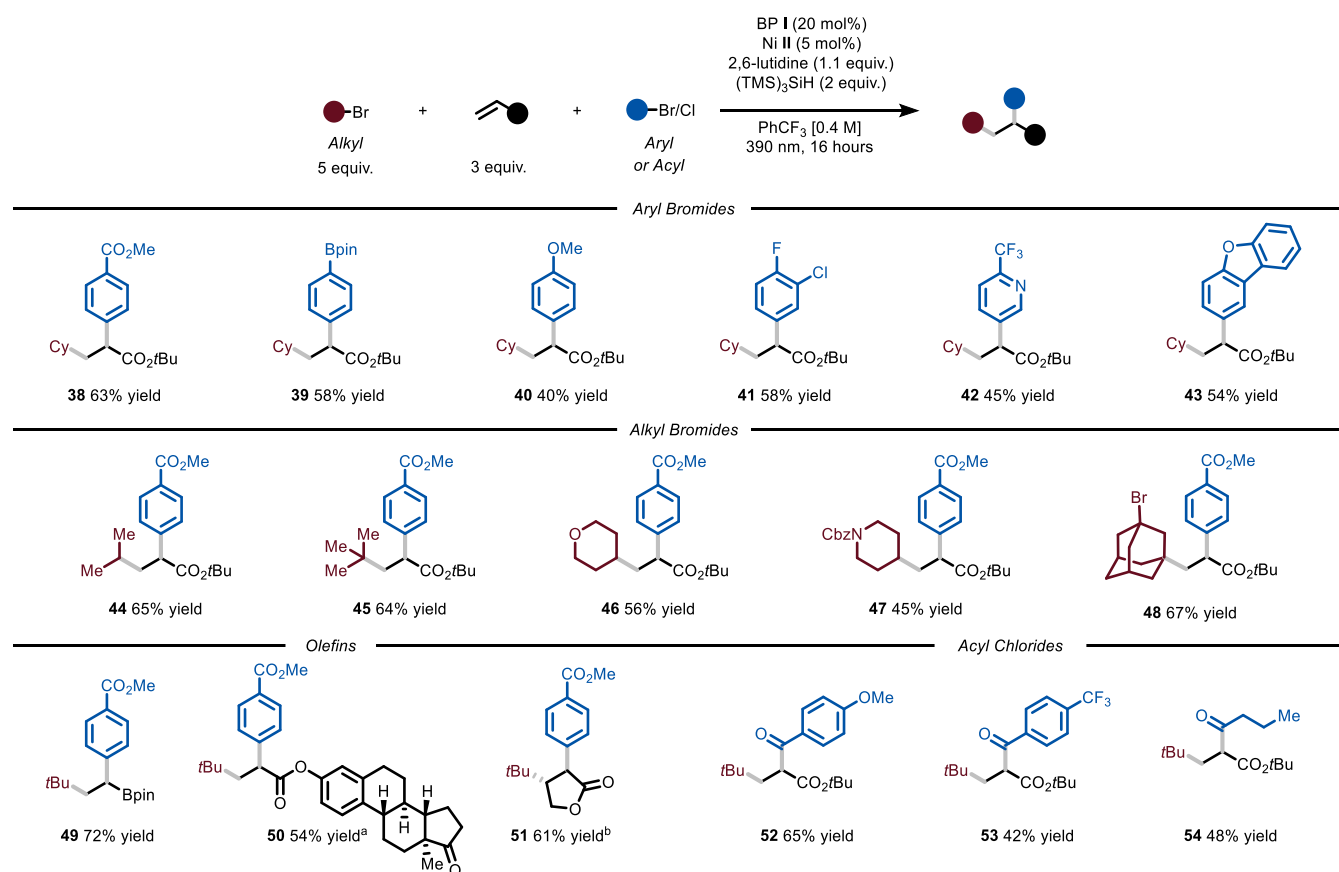 BP I (20 mol%)
Ni II (5 mol%)
2,6-lutidine (1.1 equiv.)
(TMS)₃SiH (2 equiv.)
Br + + Br/Cl
PhCF₃ [0.4 M]
390 nm, 16 hours
Alkyl
5 equiv.
3 equiv.
Aryl
or Acyl
Aryl Bromides
CO₂Me
Cy
CO₂tBu
38 63% yield
Bpin
Cy
CO₂tBu
39 58% yield
OMe
Cy
CO₂tBu
40 40% yield
F
Cl
Cy
CO₂tBu
41 58% yield
CF₃
N
Cy
CO₂tBu
42 45% yield
O
Cy
CO₂tBu
43 54% yield
Alkyl Bromides
CO₂Me
Me
Me
CO₂tBu
44 65% yield
CO₂Me
Me
Me
Me
CO₂tBu
45 64% yield
CO₂Me
O
CO₂tBu
46 56% yield
CO₂Me
CbzN
CO₂tBu
47 45% yield
CO₂Me
Br
CO₂tBu
48 67% yield
Olefins
CO₂Me
tBu
Bpin
49 72% yield
CO₂Me
tBu
O
O
H
H
H
Me
O
50 54% yieldᵃ
CO₂Me
tBu
O
O
51 61% yieldᵇ
Acyl Chlorides
OMe
O
tBu
CO₂tBu
52 65% yield
CF₃
O
tBu
CO₂tBu
53 42% yield
Me
O
tBu
CO₂tBu
54 48% yield